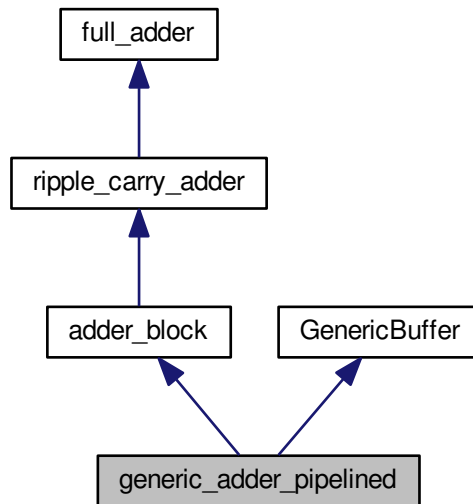 full_adder
ripple_carry_adder
adder_block
GenericBuffer
generic_adder_pipelined